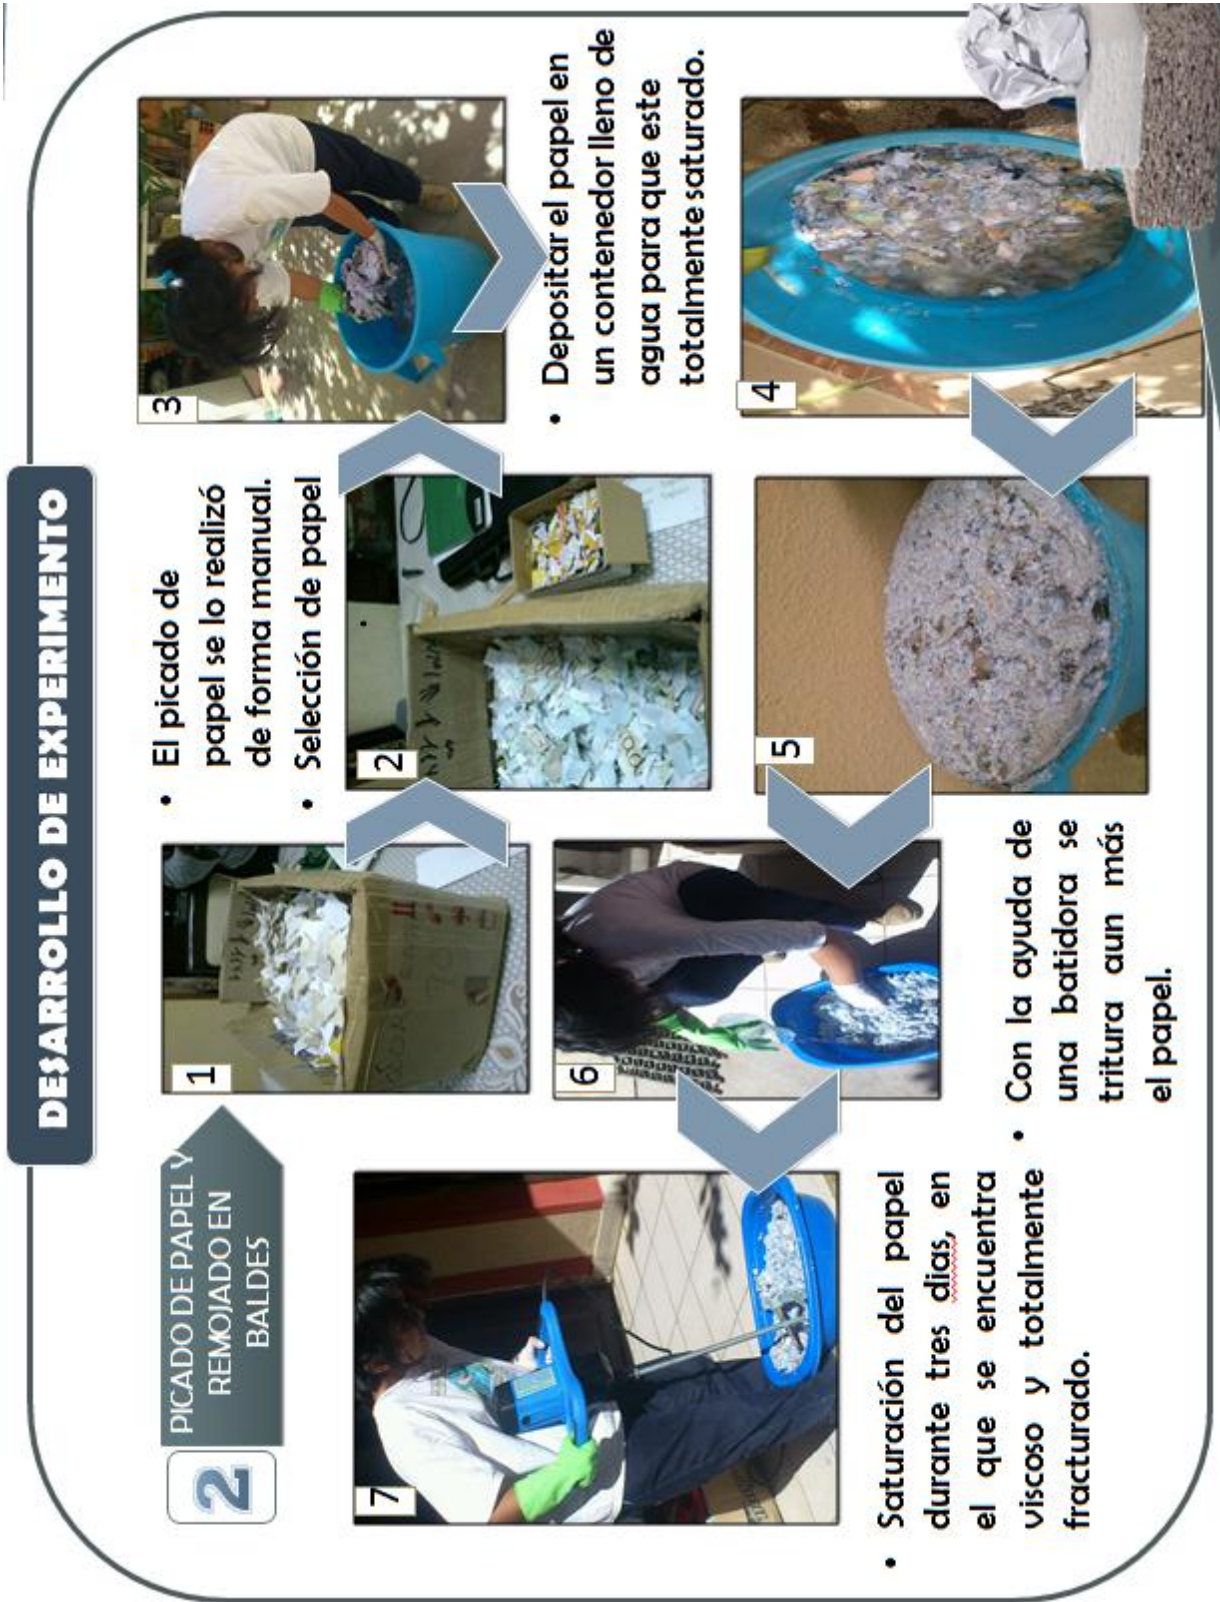 DESARROLLO DE EXPERIMENTO
2
PICADO DE PAPEL Y
REMOJADO EN
BALDES
1
• El picado de
papel se lo realizó
de forma manual.
• Selección de papel
2
3
• Depositar el papel en
un contenedor lleno de
agua para que este
totalmente saturado.
4
5
6
• Con la ayuda de
una batidora se
tritura aun más
el papel.
7
• Saturación del papel
durante tres dias, en
el que se encuentra
viscoso y totalmente
fracturado.